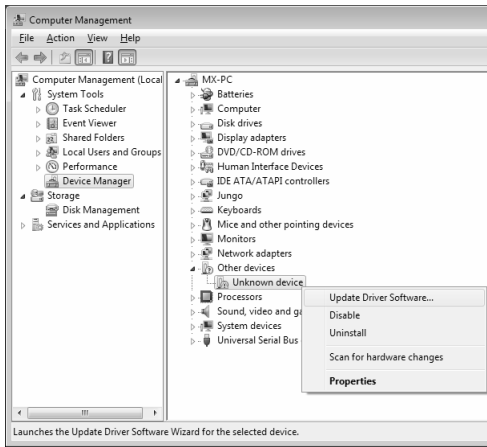 Computer Management
File Action View Help
Computer Management (Local
System Tools
Task Scheduler
Event Viewer
Shared Folders
Local Users and Groups
Performance
Device Manager
Storage
Disk Management
Services and Applications
MX-PC
Batteries
Computer
Disk drives
Display adapters
DVD/CD-ROM drives
Human Interface Devices
IDE ATA/ATAPI controllers
Jungo
Keyboards
Mice and other pointing devices
Monitors
Network adapters
Other devices
Unknown device
Processors
Sound, video and ga
System devices
Universal Serial Bus
Update Driver Software...
Disable
Uninstall
Scan for hardware changes
Properties
Launches the Update Driver Software Wizard for the selected device.